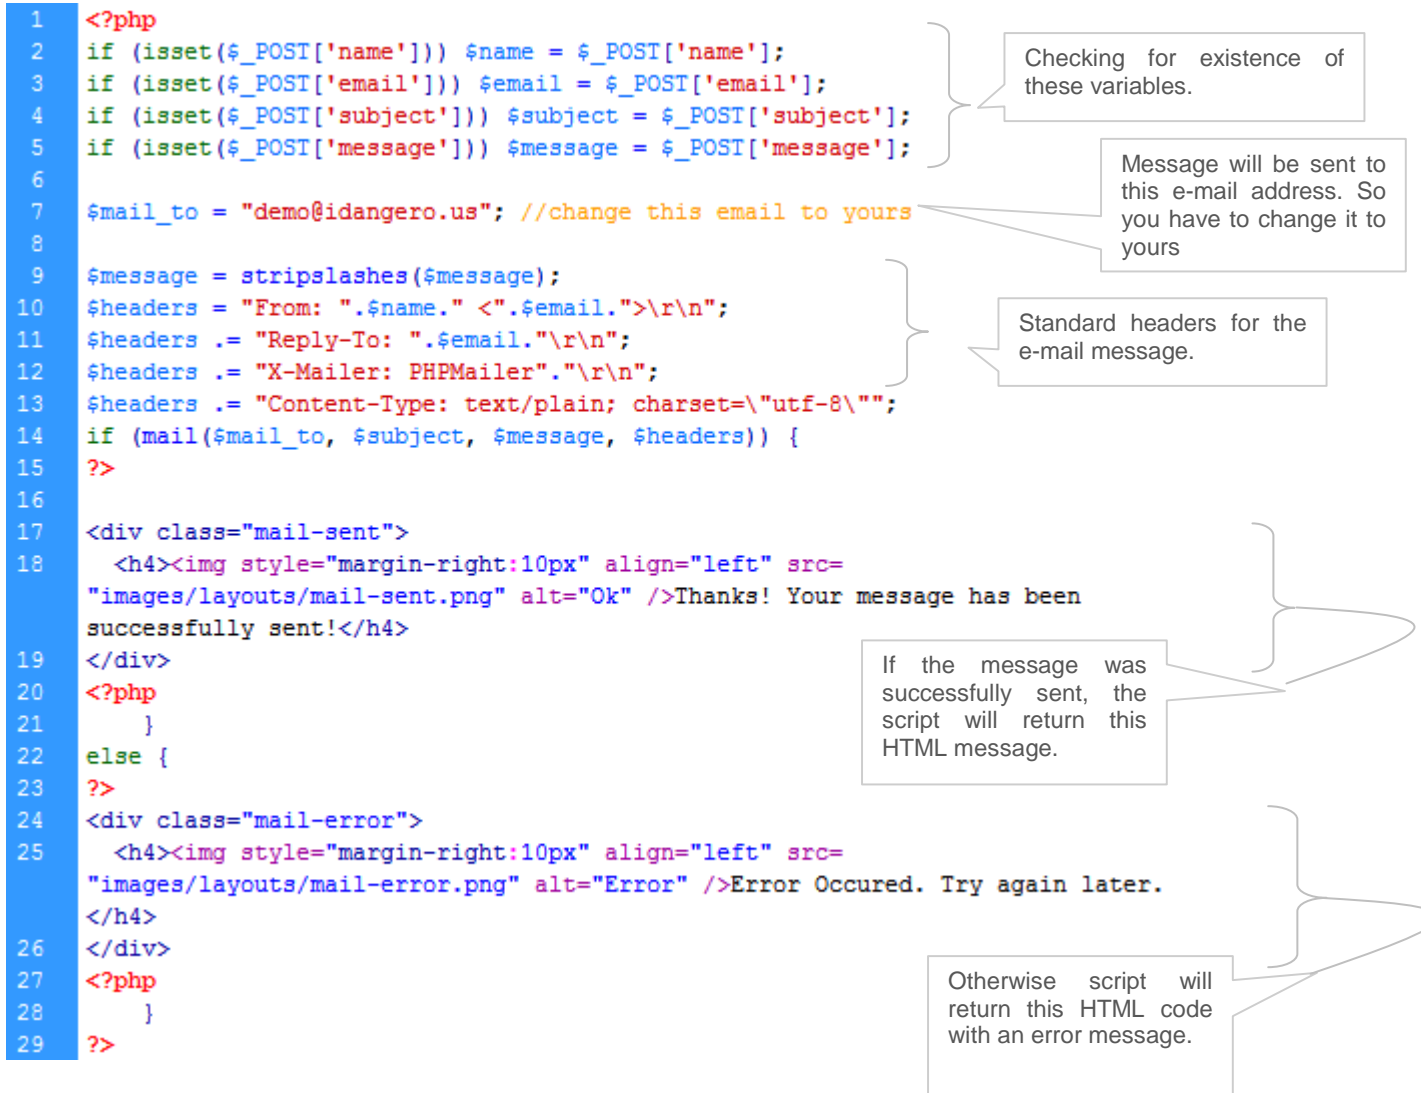 1 <?php
2 if (isset($_POST['name'])) $name = $_POST['name'];
3 if (isset($_POST['email'])) $email = $_POST['email'];
4 if (isset($_POST['subject'])) $subject = $_POST['subject'];
5 if (isset($_POST['message'])) $message = $_POST['message'];
Checking for existence of
these variables.
6
7 $mail_to = "demo@idangero.us"; //change this email to yours
Message will be sent to
this e-mail address. So
you have to change it to
yours
8
9 $message = stripslashes($message);
10 $headers = "From: ".$name." <".$email.">\r\n";
11 $headers .= "Reply-To: ".$email."\r\n";
12 $headers .= "X-Mailer: PHPMailer"."\r\n";
Standard headers for the
e-mail message.
13 $headers .= "Content-Type: text/plain; charset=\"utf-8\"";
14 if (mail($mail_to, $subject, $message, $headers)) {
15 ?>
16
17 <div class="mail-sent">
18 <h4><img style="margin-right:10px" align="left" src=
"images/layouts/mail-sent.png" alt="Ok" />Thanks! Your message has been
successfully sent!</h4>
19 </div>
20 <?php
21 }
22 else {
23 ?>
If the message was
successfully sent, the
script will return this
HTML message.
24 <div class="mail-error">
25 <h4><img style="margin-right:10px" align="left" src=
"images/layouts/mail-error.png" alt="Error" />Error Occured. Try again later.
</h4>
26 </div>
27 <?php
28 }
29 ?>
Otherwise script will
return this HTML code
with an error message.